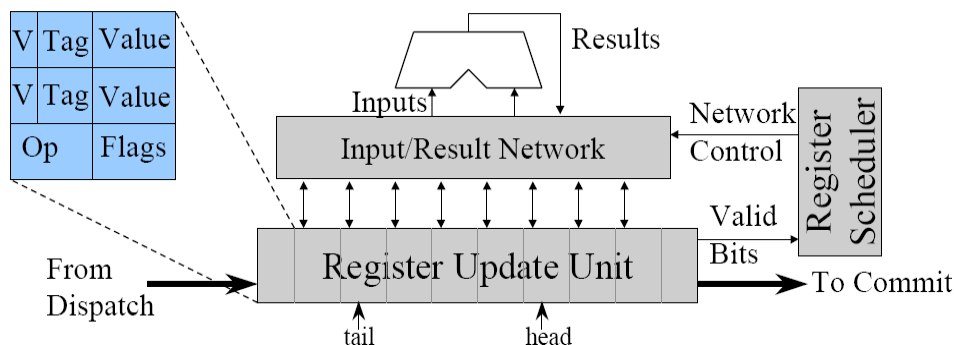 V Tag Value
V Tag Value
Op Flags
Results
Inputs
Input/Result Network
Network
Control
Register
Scheduler
Valid
Bits
Register Update Unit
From
Dispatch
To Commit
tail
head